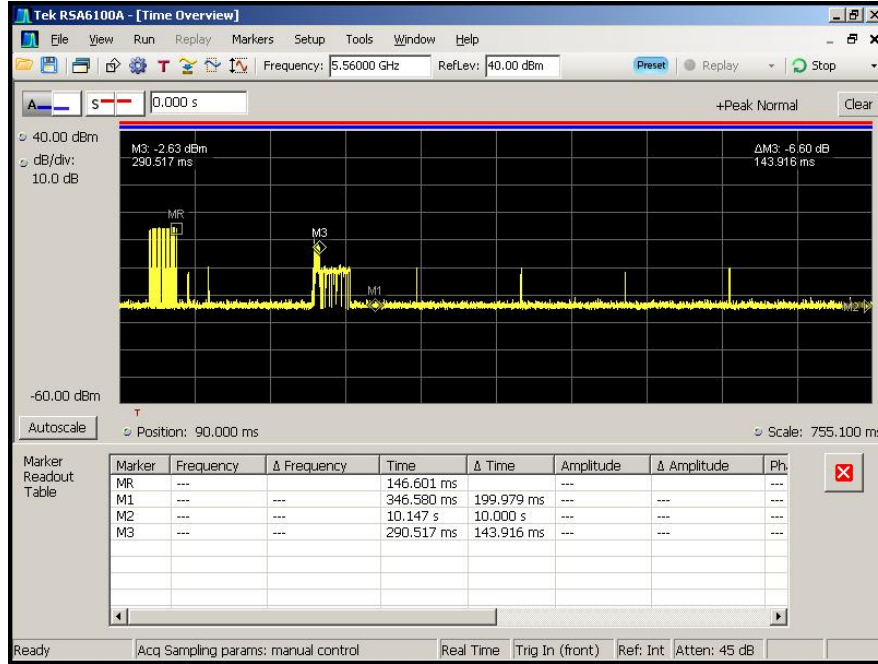 Tek RSA6100A - [Time Overview]
File View Run Replay Markers Setup Tools Window Help
T Frequency: 5.56000 GHz RefLev: 40.00 dBm Preset Replay Stop
A S 0.000 s +Peak Normal Clear
40.00 dBm
dB/div:
10.0 dB
M3: -2.63 dBm
290.517 ms
ΔM3: -6.60 dB
143.916 ms
MR
M3
M1
M2
-60.00 dBm
T
Autoscale Position: 90.000 ms Scale: 755.100 ms
Marker Readout Table
Marker Frequency Δ Frequency Time Δ Time Amplitude Δ Amplitude Ph
MR --- 146.601 ms --- ---
M1 --- --- 346.580 ms 199.979 ms --- --- ---
M2 --- --- 10.147 s 10.000 s --- --- ---
M3 --- --- 290.517 ms 143.916 ms --- --- ---
Ready Acq Sampling params: manual control Real Time Trig In (front) Ref: Int Atten: 45 dB